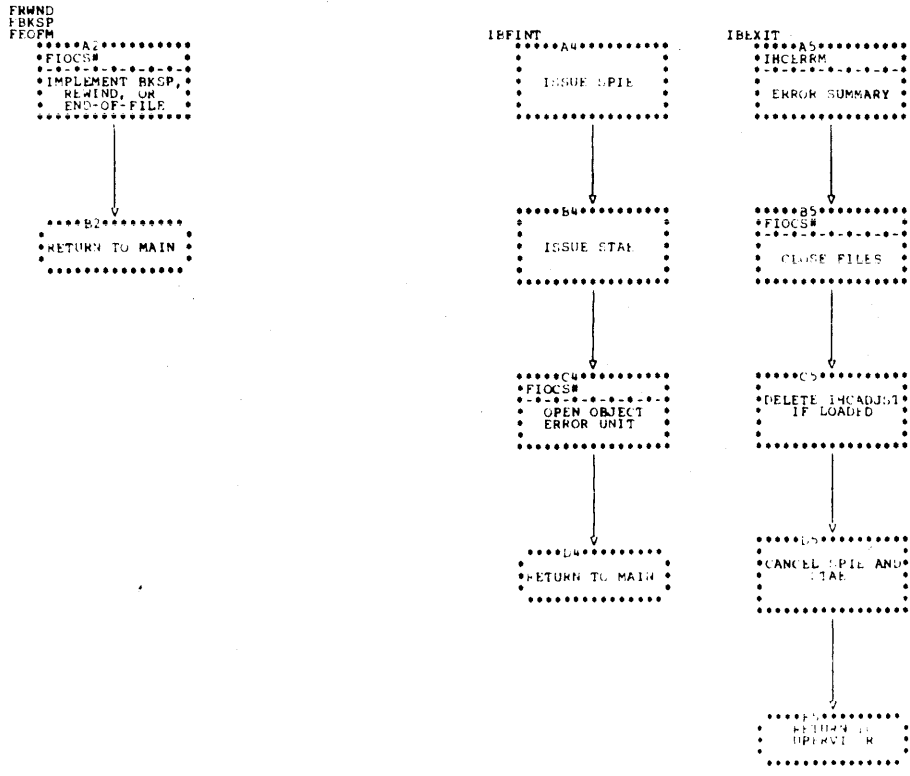 FRWND
FBKSP
FEOFM
A2
FIOCS#
IMPLEMENT BKSP,
REWIND, OR
END-OF-FILE
B2
RETURN TO MAIN
IBFINT
A4
ISSUE SPIE
B4
ISSUE STAE
C4
FIOCS#
OPEN OBJECT
ERROR UNIT
D4
RETURN TO MAIN
IBEXIT
A5
IHCERRM
ERROR SUMMARY
B5
FIOCS#
CLOSE FILES
C5
DELETE IHCADJST
IF LOADED
D5
CANCEL SPIE AND
STAE
RETURN